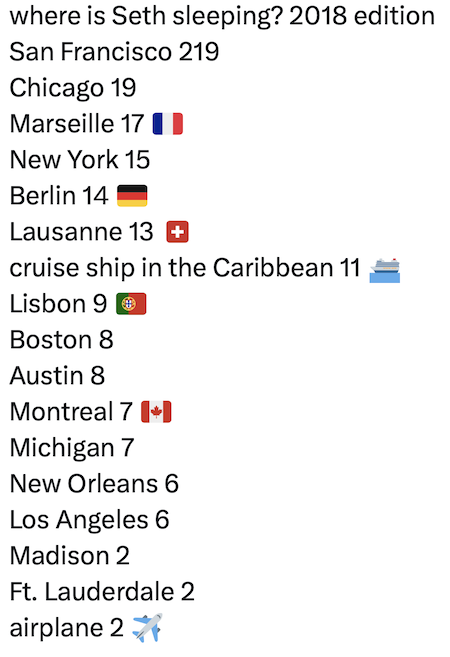 where is Seth sleeping? 2018 edition
San Francisco 219
Chicago 19
Marseille 17 🇫🇷
New York 15
Berlin 14 🇩🇪
Lausanne 13 🇨🇭
cruise ship in the Caribbean 11 🛳️
Lisbon 9 🇵🇹
Boston 8
Austin 8
Montreal 7 🇨🇦
Michigan 7
New Orleans 6
Los Angeles 6
Madison 2
Ft. Lauderdale 2
airplane 2 ✈️